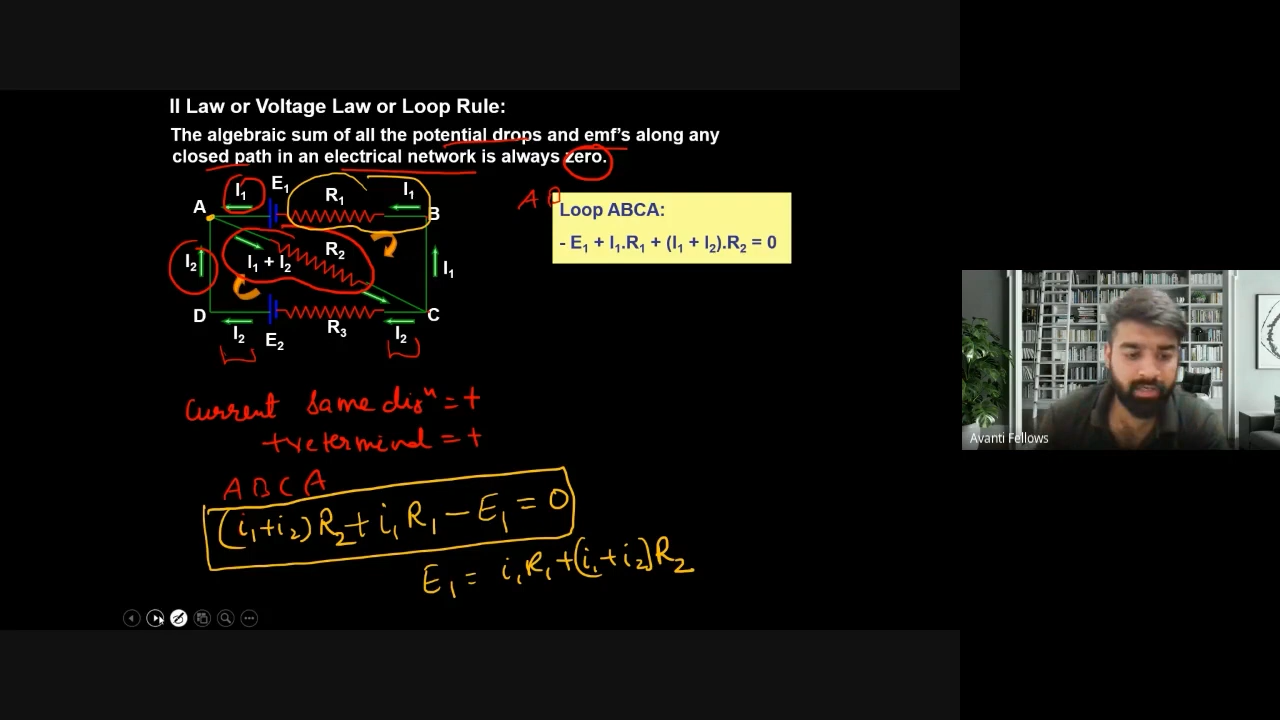 II Law or Voltage Law or Loop Rule:
The algebraic sum of all the potential drops and emf's along any
closed path in an electrical network is always zero.
I₁ E₁ R₁ I₁
A B
A
Loop ABCA:
- E₁ + I₁.R₁ + (I₁ + I₂).R₂ = 0
R₂
I₂ I₁ + I₂ I₁
D C
R₃
I₂ E₂ I₂
Current same disⁿ = +
+ve terminal = +
A B C A
(i₁+i₂) R₂ + i₁ R₁ - E₁ = 0
E₁ = i₁R₁ + (i₁+i₂)R₂
Avanti Fellows